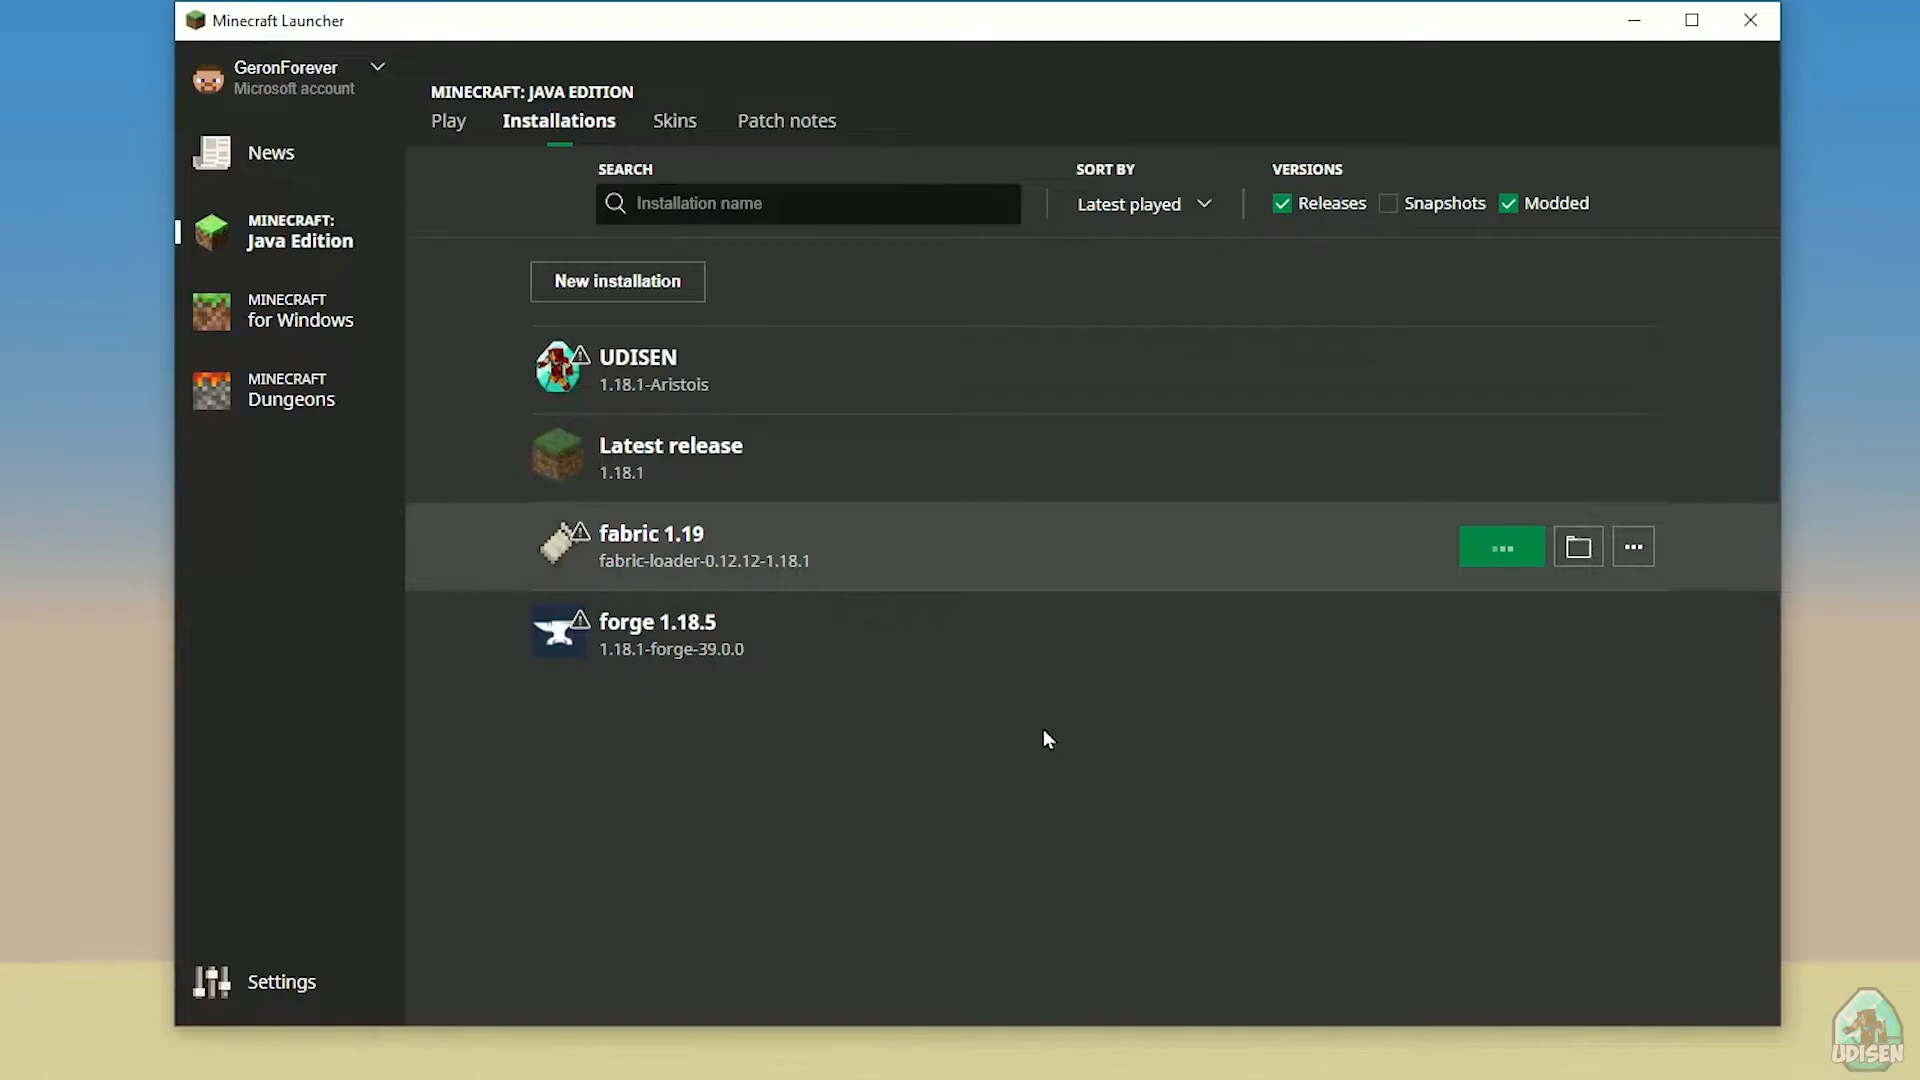 Minecraft Launcher
GeronForever
Microsoft account
News
MINECRAFT:
Java Edition
MINECRAFT
for Windows
MINECRAFT
Dungeons
Settings
MINECRAFT: JAVA EDITION
Play Installations Skins Patch notes
SEARCH SORT BY VERSIONS
Installation name Latest played Releases Snapshots Modded
New installation
UDISEN
1.18.1-Aristois
Latest release
1.18.1
fabric 1.19
fabric-loader-0.12.12-1.18.1
forge 1.18.5
1.18.1-forge-39.0.0
UDISEN